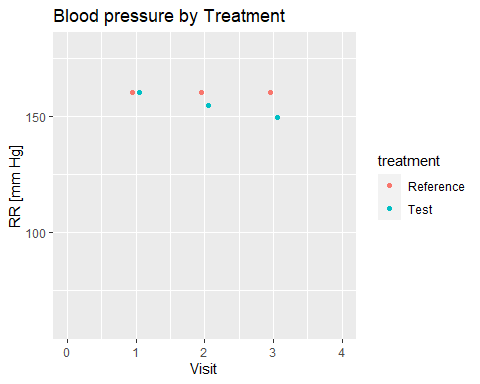 Blood pressure by Treatment
RR [mm Hg]
150
100
0 1 2 3 4
Visit
treatment
Reference
Test